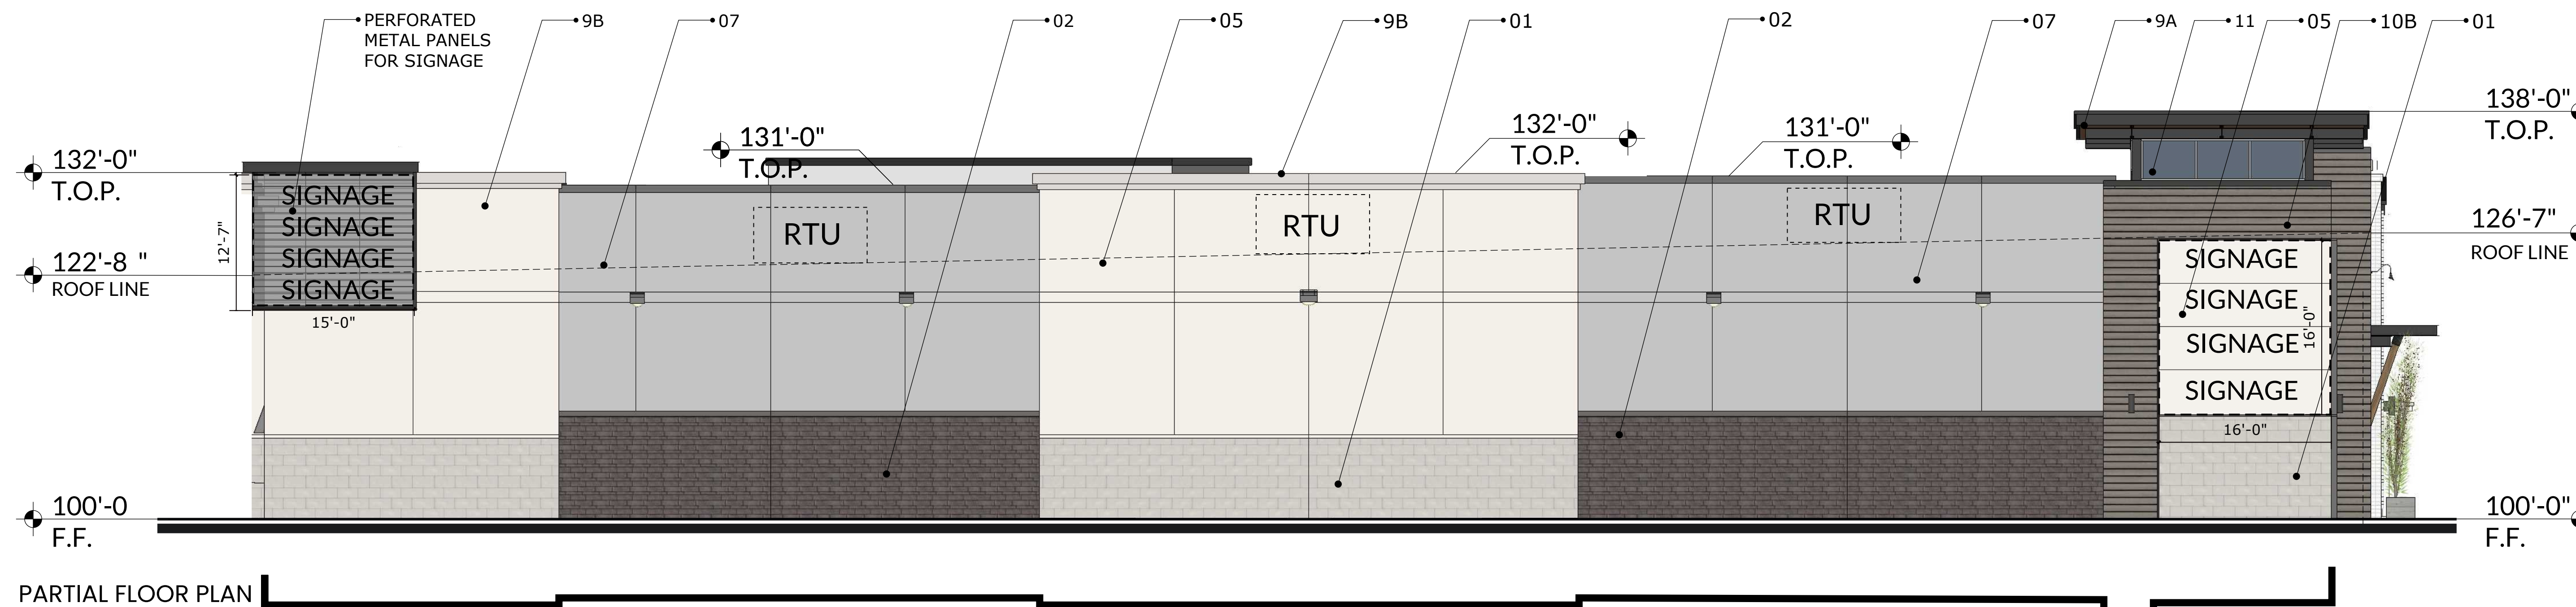 PERFORATED
METAL PANELS
FOR SIGNAGE
9B
07
02
05
9B
01
02
07
9A
11
05
10B
01
132'-0"
T.O.P.
131'-0"
T.O.P.
132'-0"
T.O.P.
131'-0"
T.O.P.
138'-0"
T.O.P.
122'-8 "
ROOF LINE
126'-7"
ROOF LINE
12'-7"
SIGNAGE
SIGNAGE
SIGNAGE
SIGNAGE
15'-0"
RTU
RTU
RTU
SIGNAGE
SIGNAGE
SIGNAGE
SIGNAGE
16'-0"
16'-0"
100'-0
F.F.
100'-0"
F.F.
PARTIAL FLOOR PLAN